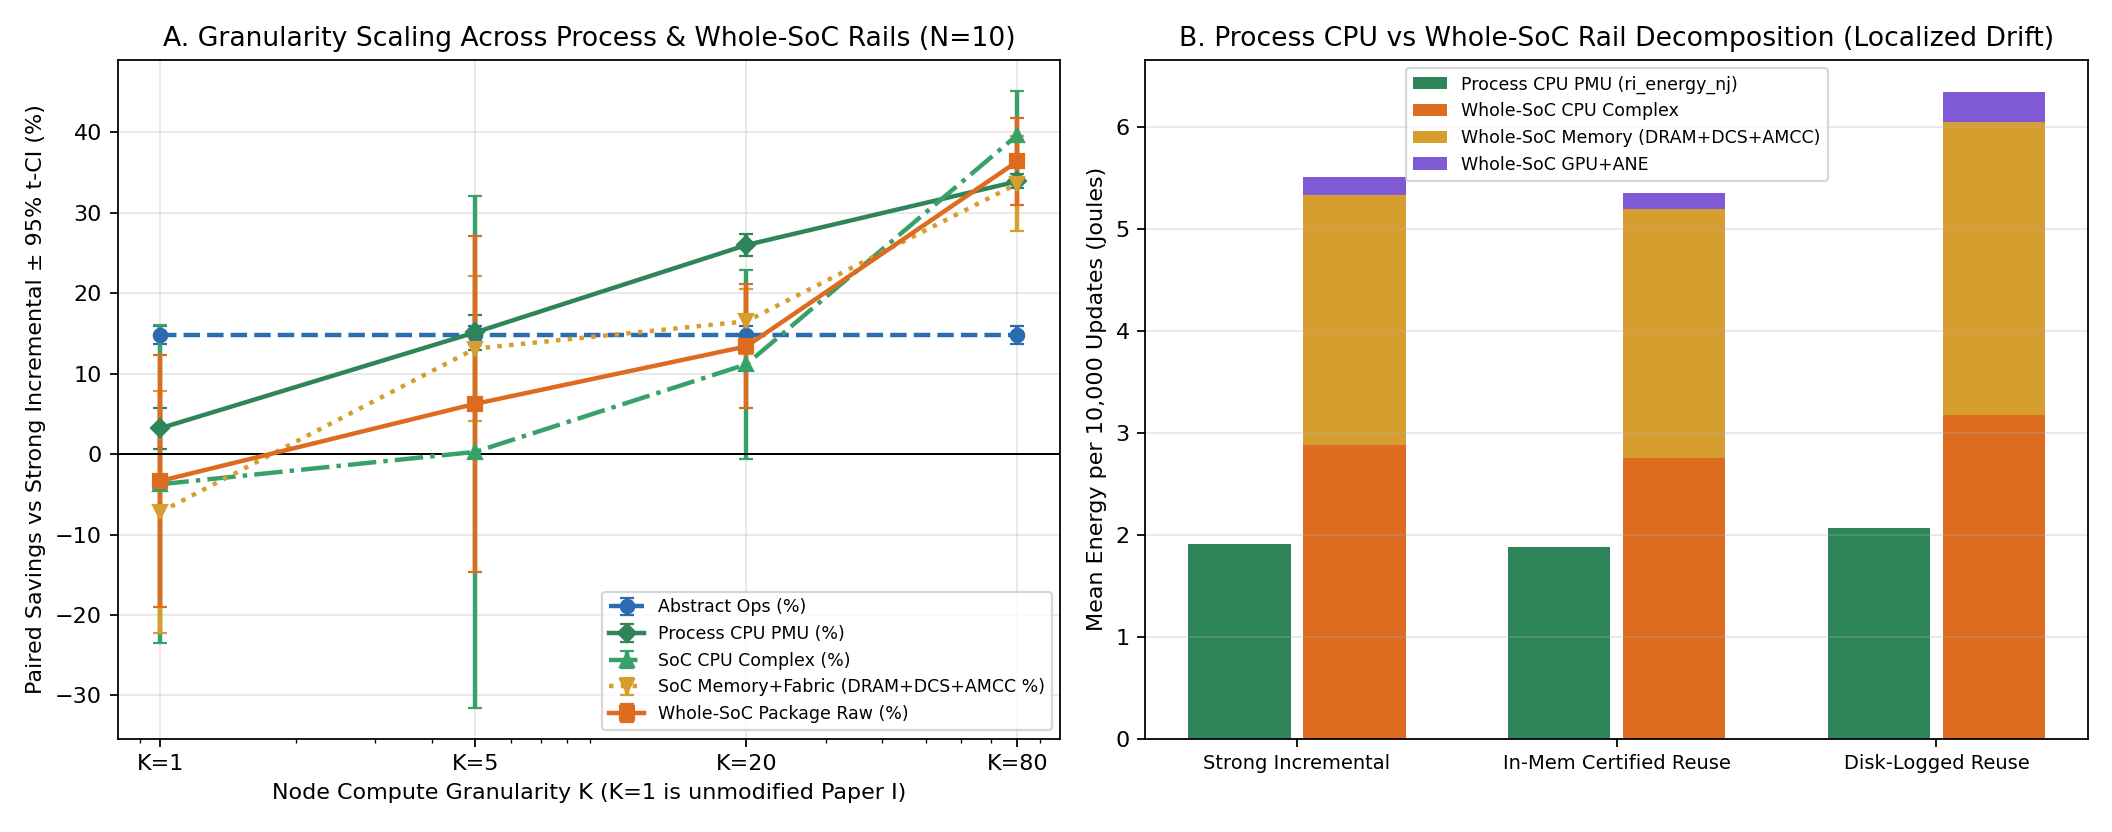 A. Granularity Scaling Across Process & Whole-SoC Rails (N=10)
Paired Savings vs Strong Incremental ± 95% t-CI (%)
40
30
20
10
0
−10
−20
−30
Abstract Ops (%)
Process CPU PMU (%)
SoC CPU Complex (%)
SoC Memory+Fabric (DRAM+DCS+AMCC %)
Whole-SoC Package Raw (%)
K=1
K=5
K=20
K=80
Node Compute Granularity K (K=1 is unmodified Paper I)
B. Process CPU vs Whole-SoC Rail Decomposition (Localized Drift)
Mean Energy per 10,000 Updates (Joules)
6
5
4
3
2
1
0
Process CPU PMU (ri_energy_nj)
Whole-SoC CPU Complex
Whole-SoC Memory (DRAM+DCS+AMCC)
Whole-SoC GPU+ANE
Strong Incremental
In-Mem Certified Reuse
Disk-Logged Reuse